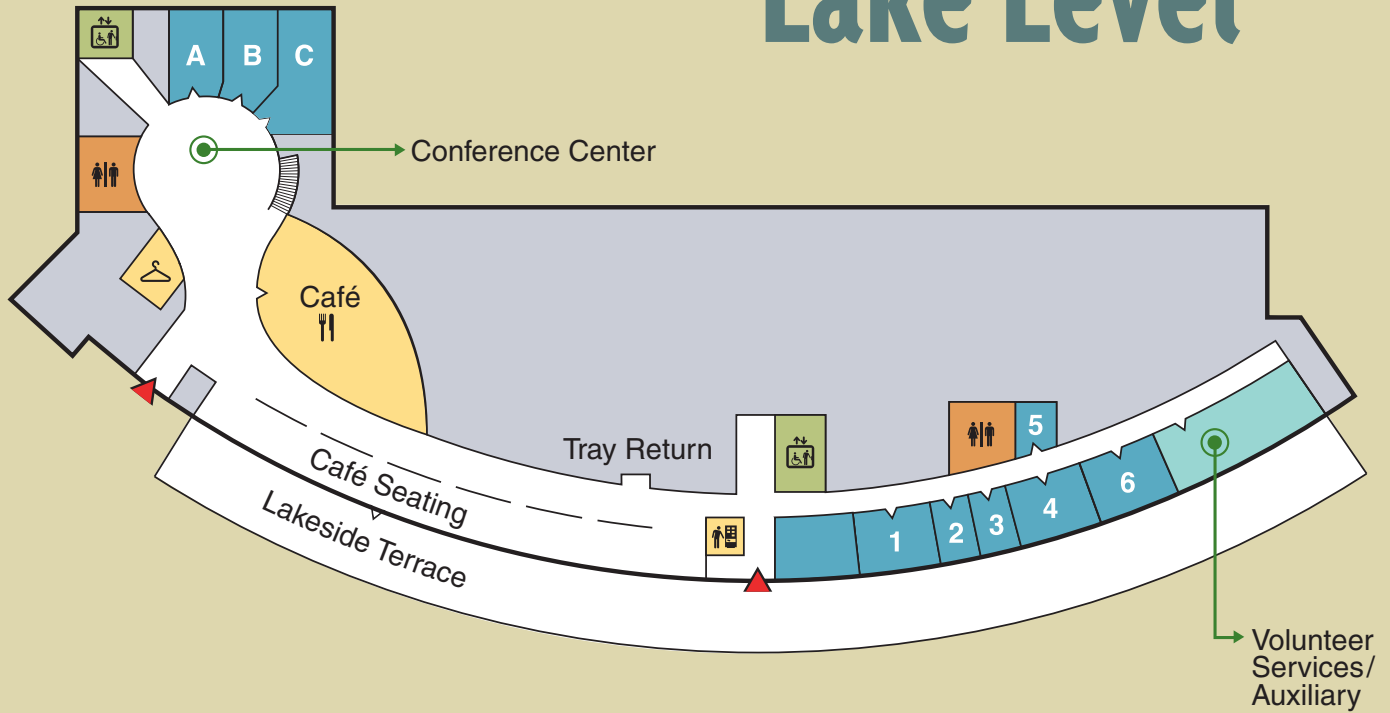 Lake Level
A
B
C
Conference Center
Café
Tray Return
Café Seating
Lakeside Terrace
1
2
3
4
5
6
Volunteer
Services/
Auxiliary